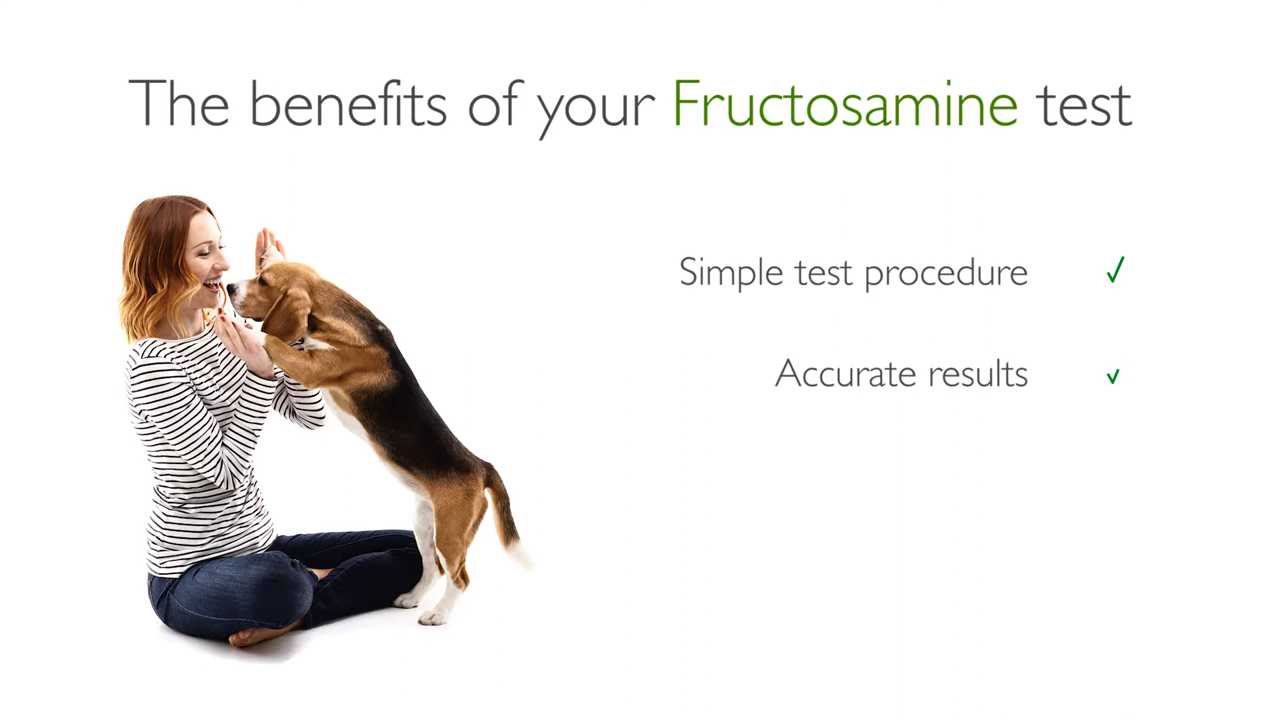 The benefits of your Fructosamine test
Simple test procedure ✓
Accurate results ✓